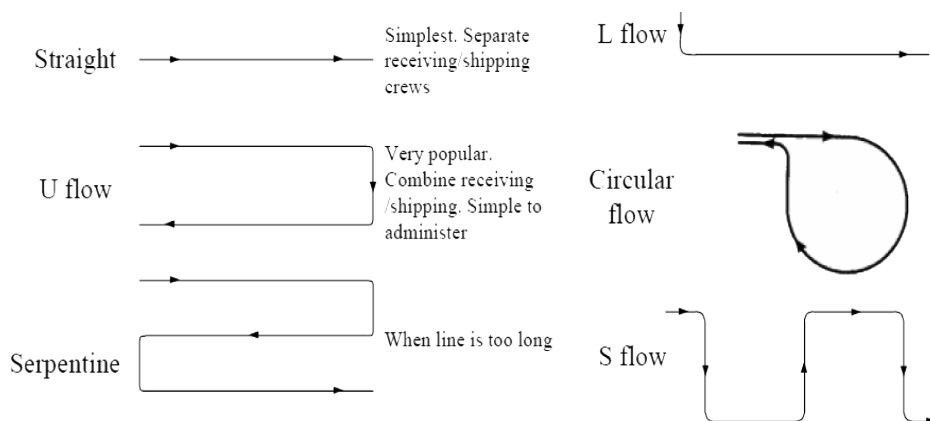 Straight
Simplest. Separate
receiving/shipping
crews
U flow
Very popular.
Combine receiving
/shipping. Simple to
administer
Serpentine
When line is too long
L flow
Circular
flow
S flow